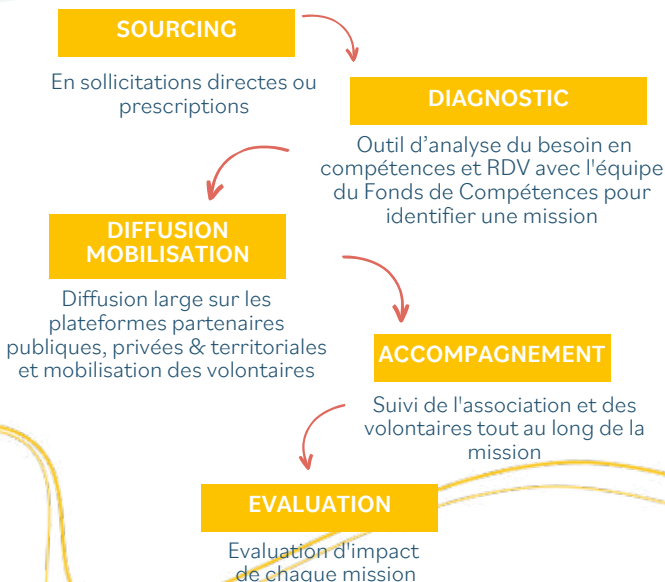 SOURCING
En sollicitations directes ou
prescriptions
DIAGNOSTIC
Outil d’analyse du besoin en
compétences et RDV avec l'équipe
du Fonds de Compétences pour
identifier une mission
DIFFUSION
MOBILISATION
Diffusion large sur les
plateformes partenaires
publiques, privées & territoriales
et mobilisation des volontaires
ACCOMPAGNEMENT
Suivi de l'association et des
volontaires tout au long de la
mission
EVALUATION
Evaluation d'impact
de chaque mission